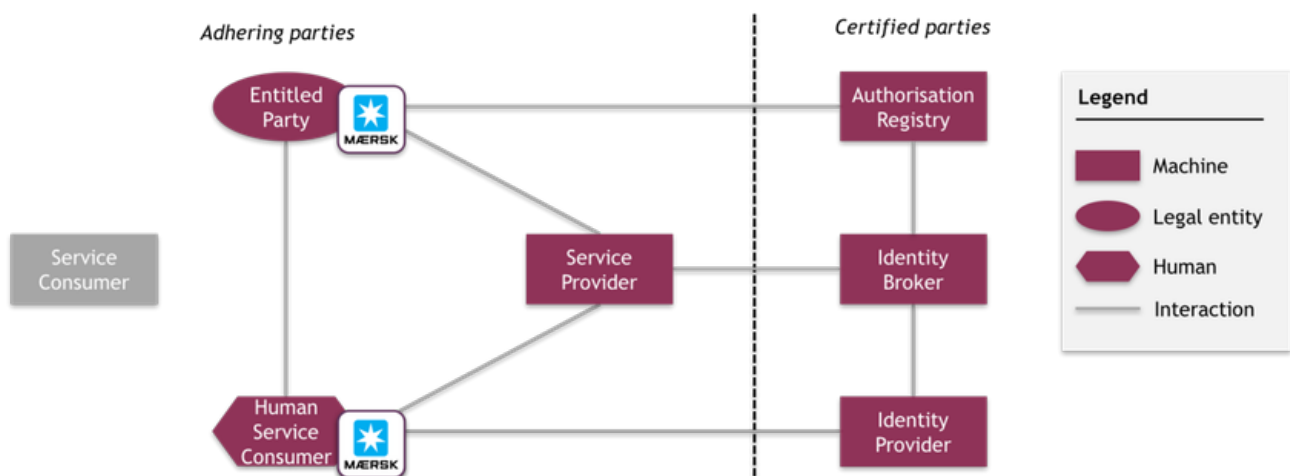 Adhering parties
Certified parties
Entitled
Party
MÆRSK
Authorisation
Registry
Legend
Machine
Legal entity
Human
Interaction
Service
Consumer
Service
Provider
Identity
Broker
Human
Service
Consumer
MÆRSK
Identity
Provider